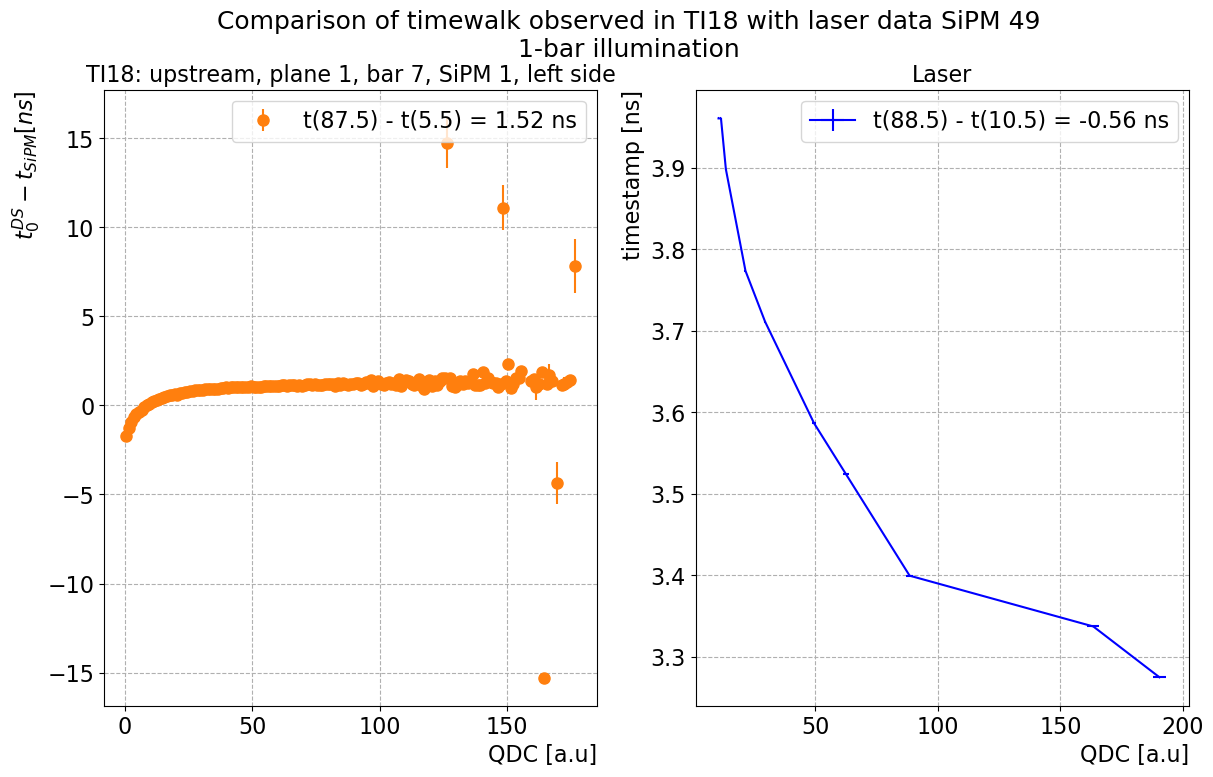 Comparison of timewalk observed in TI18 with laser data SiPM 49
1-bar illumination
TI18: upstream, plane 1, bar 7, SiPM 1, left side
t(87.5) - t(5.5) = 1.52 ns
t_0^{DS} − t_{SiPM}[ns]
15
10
5
0
−5
−10
−15
0 50 100 150
QDC [a.u]
Laser
t(88.5) - t(10.5) = -0.56 ns
timestamp [ns]
3.9
3.8
3.7
3.6
3.5
3.4
3.3
50 100 150 200
QDC [a.u]